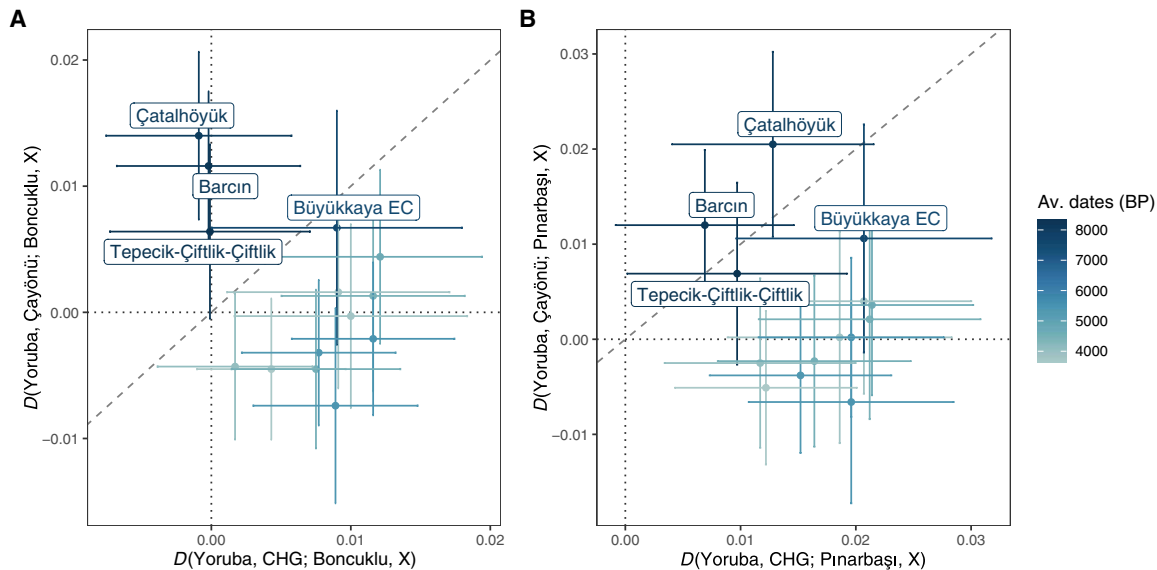 A
B
D(Yoruba, Çayönü; Boncuklu, X)
0.02
0.01
0.00
−0.01
Çatalhöyük
Barcın
Büyükkaya EC
Tepecik-Çiftlik-Çiftlik
0.00
0.01
0.02
D(Yoruba, CHG; Boncuklu, X)
D(Yoruba, Çayönü; Pınarbaşı, X)
0.03
0.02
0.01
0.00
−0.01
Çatalhöyük
Barcın
Büyükkaya EC
Tepecik-Çiftlik-Çiftlik
0.00
0.01
0.02
0.03
D(Yoruba, CHG; Pınarbaşı, X)
Av. dates (BP)
8000
7000
6000
5000
4000